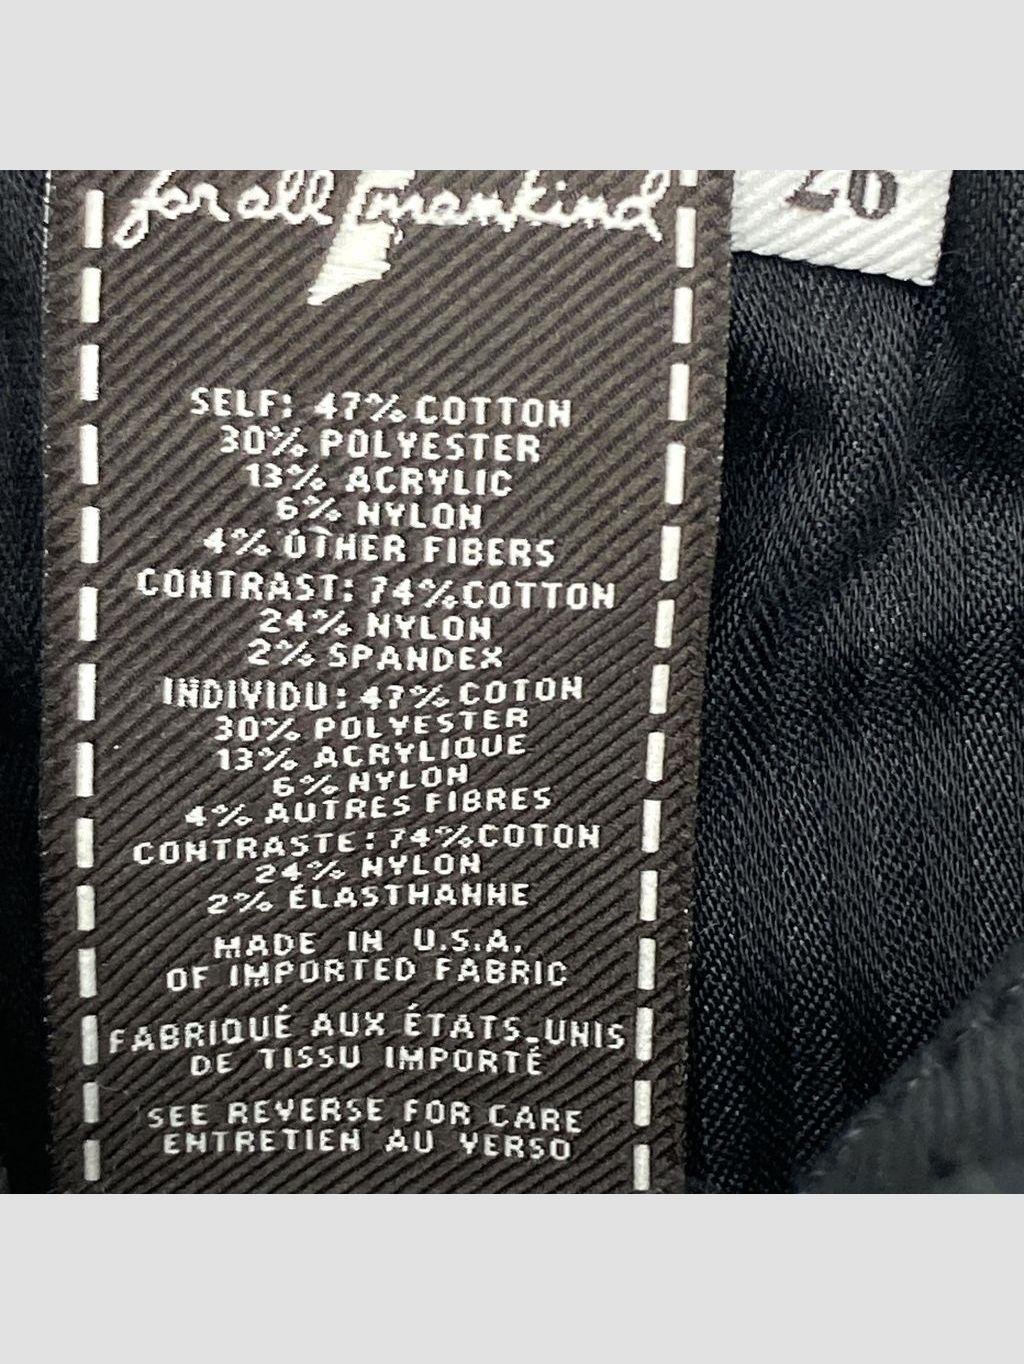 for all 7 mankind
SELF: 47% COTTON
30% POLYESTER
13% ACRYLIC
6% NYLON
4% OTHER FIBERS
CONTRAST: 74% COTTON
24% NYLON
2% SPANDEX
INDIVIDU: 47% COTON
30% POLYESTER
13% ACRYLIQUE
6% NYLON
4% AUTRES FIBRES
CONTRASTE: 74% COTON
24% NYLON
2% ÉLASTHANNE
MADE IN U.S.A.
OF IMPORTED FABRIC
FABRIQUÉ AUX ÉTATS-UNIS
DE TISSU IMPORTÉ
SEE REVERSE FOR CARE
ENTRETIEN AU VERSO